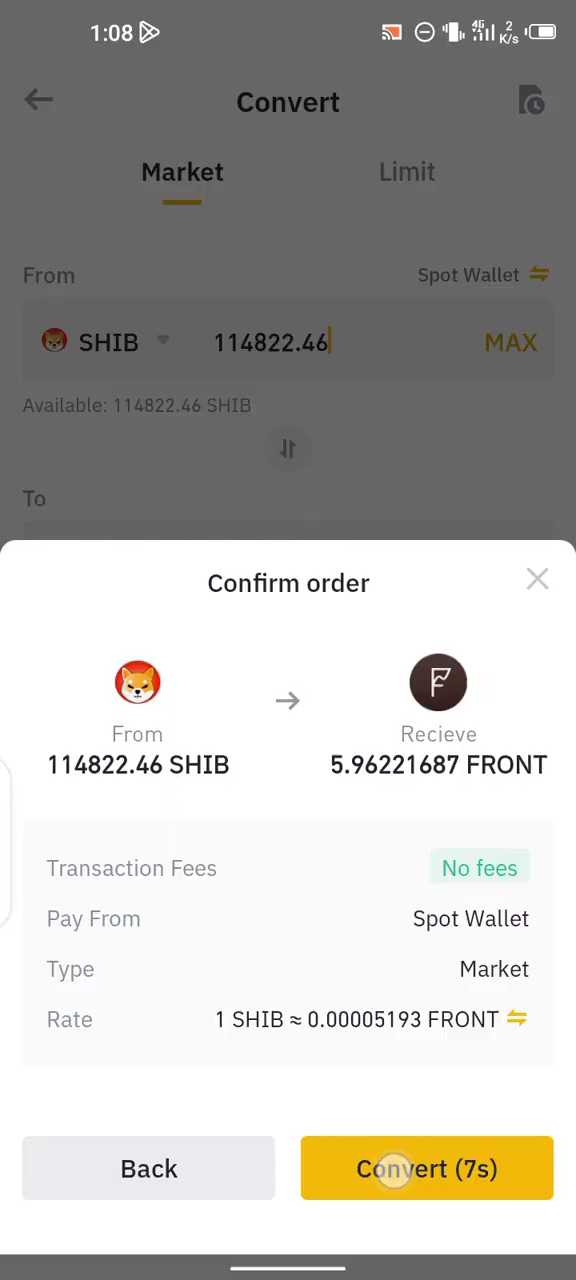 1:08 4G 2 K/s
Convert
Market Limit
From Spot Wallet
SHIB 114822.46 MAX
Available: 114822.46 SHIB
To
Confirm order
From Recieve
114822.46 SHIB 5.96221687 FRONT
Transaction Fees No fees
Pay From Spot Wallet
Type Market
Rate 1 SHIB ≈ 0.00005193 FRONT
Back Convert (7s)